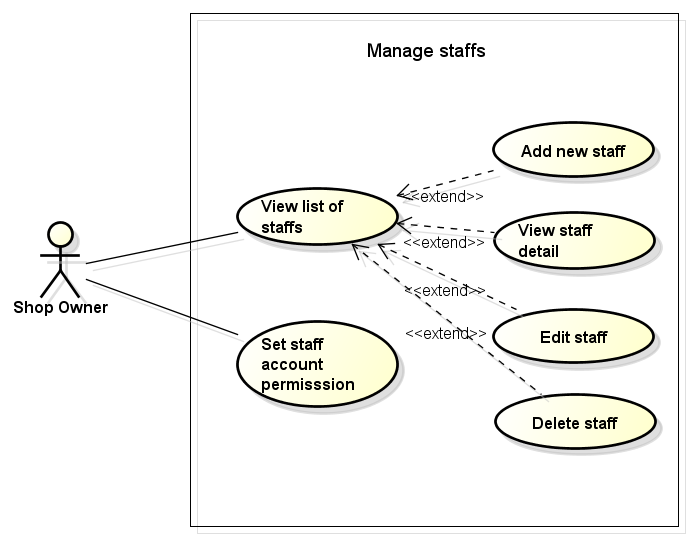 Manage staffs
Add new staff
<<extend>>
View list of
staffs
View staff
detail
<<extend>>
<<extend>>
Shop Owner
Set staff
account
permisssion
<<extend>>
Edit staff
Delete staff